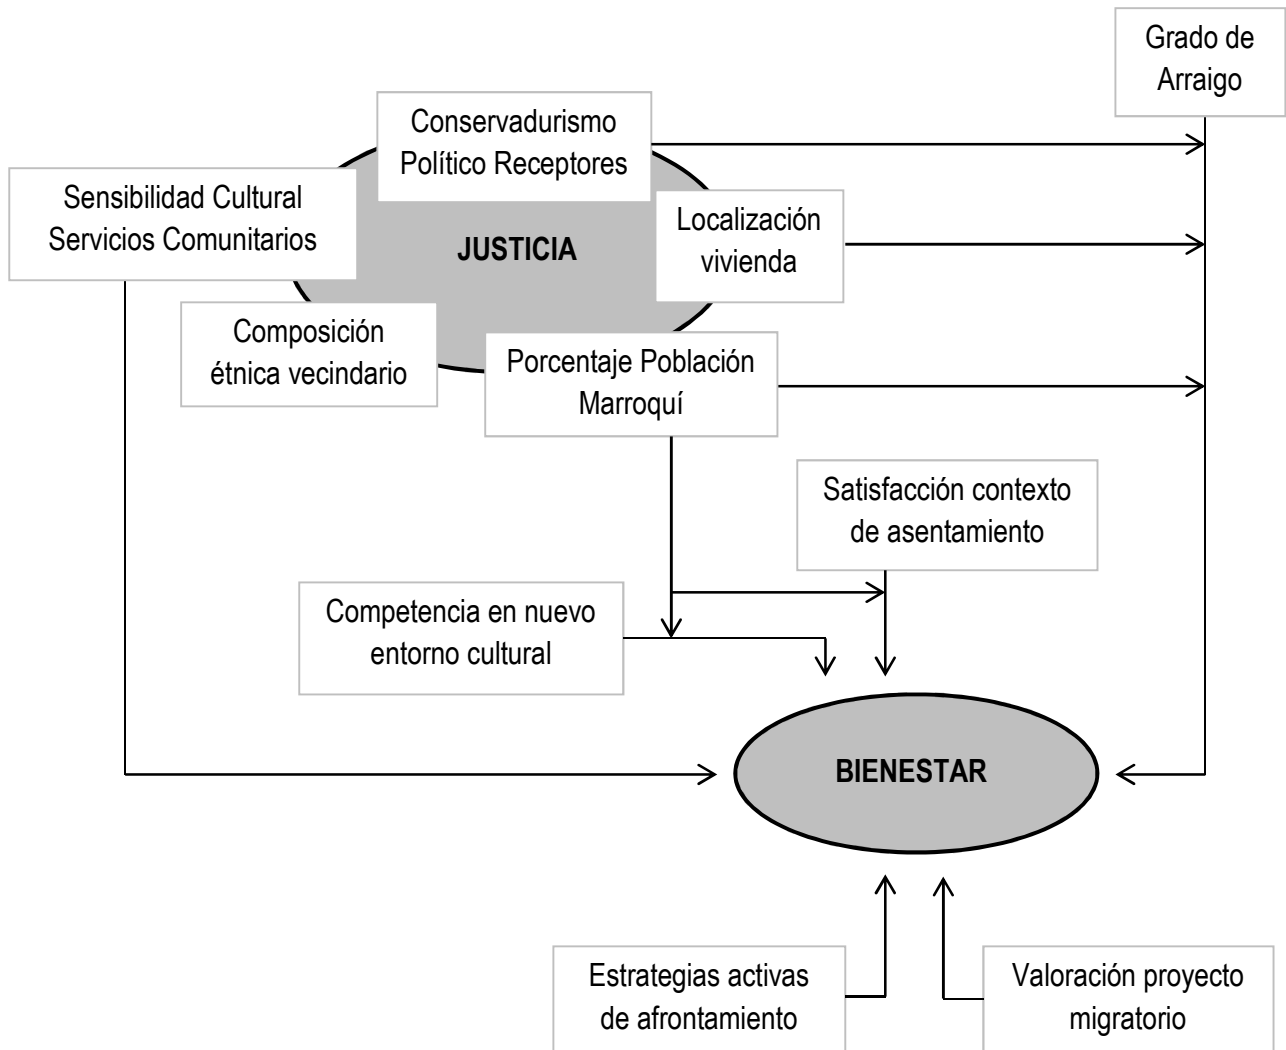 Grado de
Arraigo
Conservadurismo
Político Receptores
Sensibilidad Cultural
Servicios Comunitarios
Localización
vivienda
JUSTICIA
Composición
étnica vecindario
Porcentaje Población
Marroquí
Satisfacción contexto
de asentamiento
Competencia en nuevo
entorno cultural
BIENESTAR
Estrategias activas
de afrontamiento
Valoración proyecto
migratorio